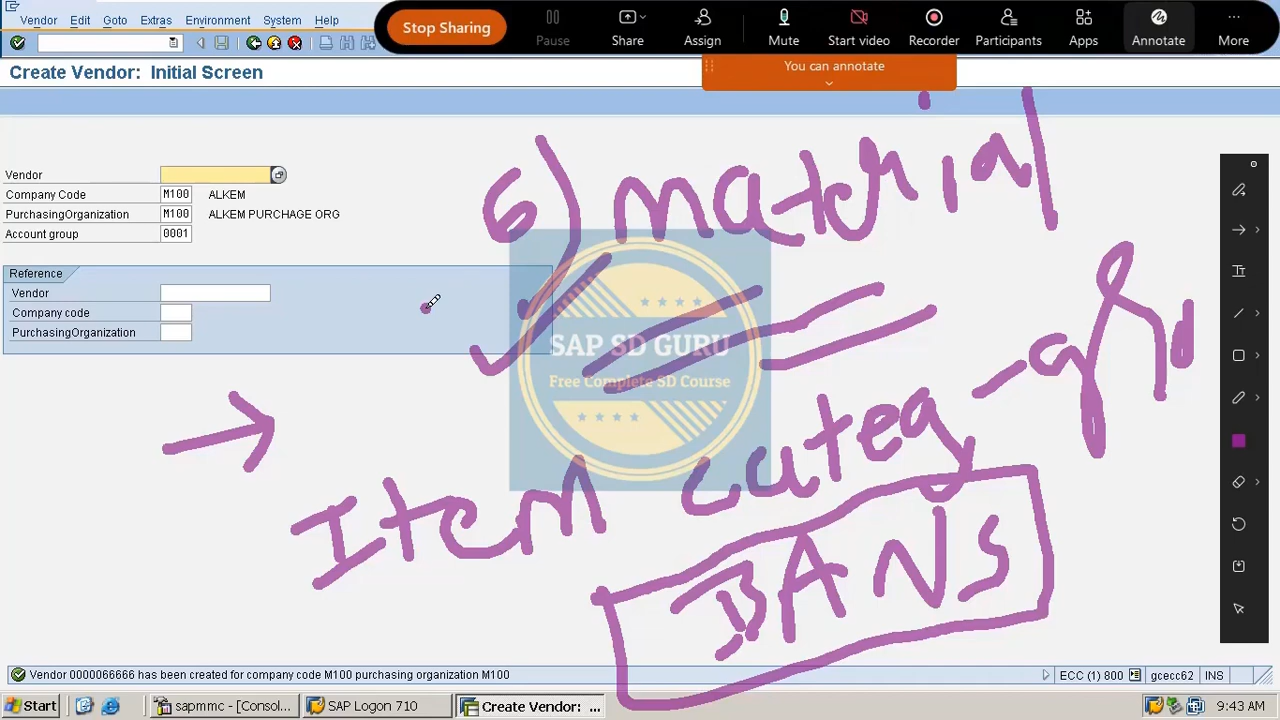 Vendor Edit Goto Extras Environment System Help
Stop Sharing
Pause Share Assign Mute Start video Recorder Participants Apps Annotate More
You can annotate
Create Vendor: Initial Screen
Vendor
Company Code M100 ALKEM
PurchasingOrganization M100 ALKEM PURCHAGE ORG
Account group 0001
Reference
Vendor
Company code
PurchasingOrganization
6) material
SAP SD GURU
Free Complete SD Course
Item categ - grp
BANS
Vendor 0000066666 has been created for company code M100 purchasing organization M100
ECC (1) 800 gcecc62 INS
Start sapmmc - [Consol... SAP Logon 710 Create Vendor: ... 9:43 AM